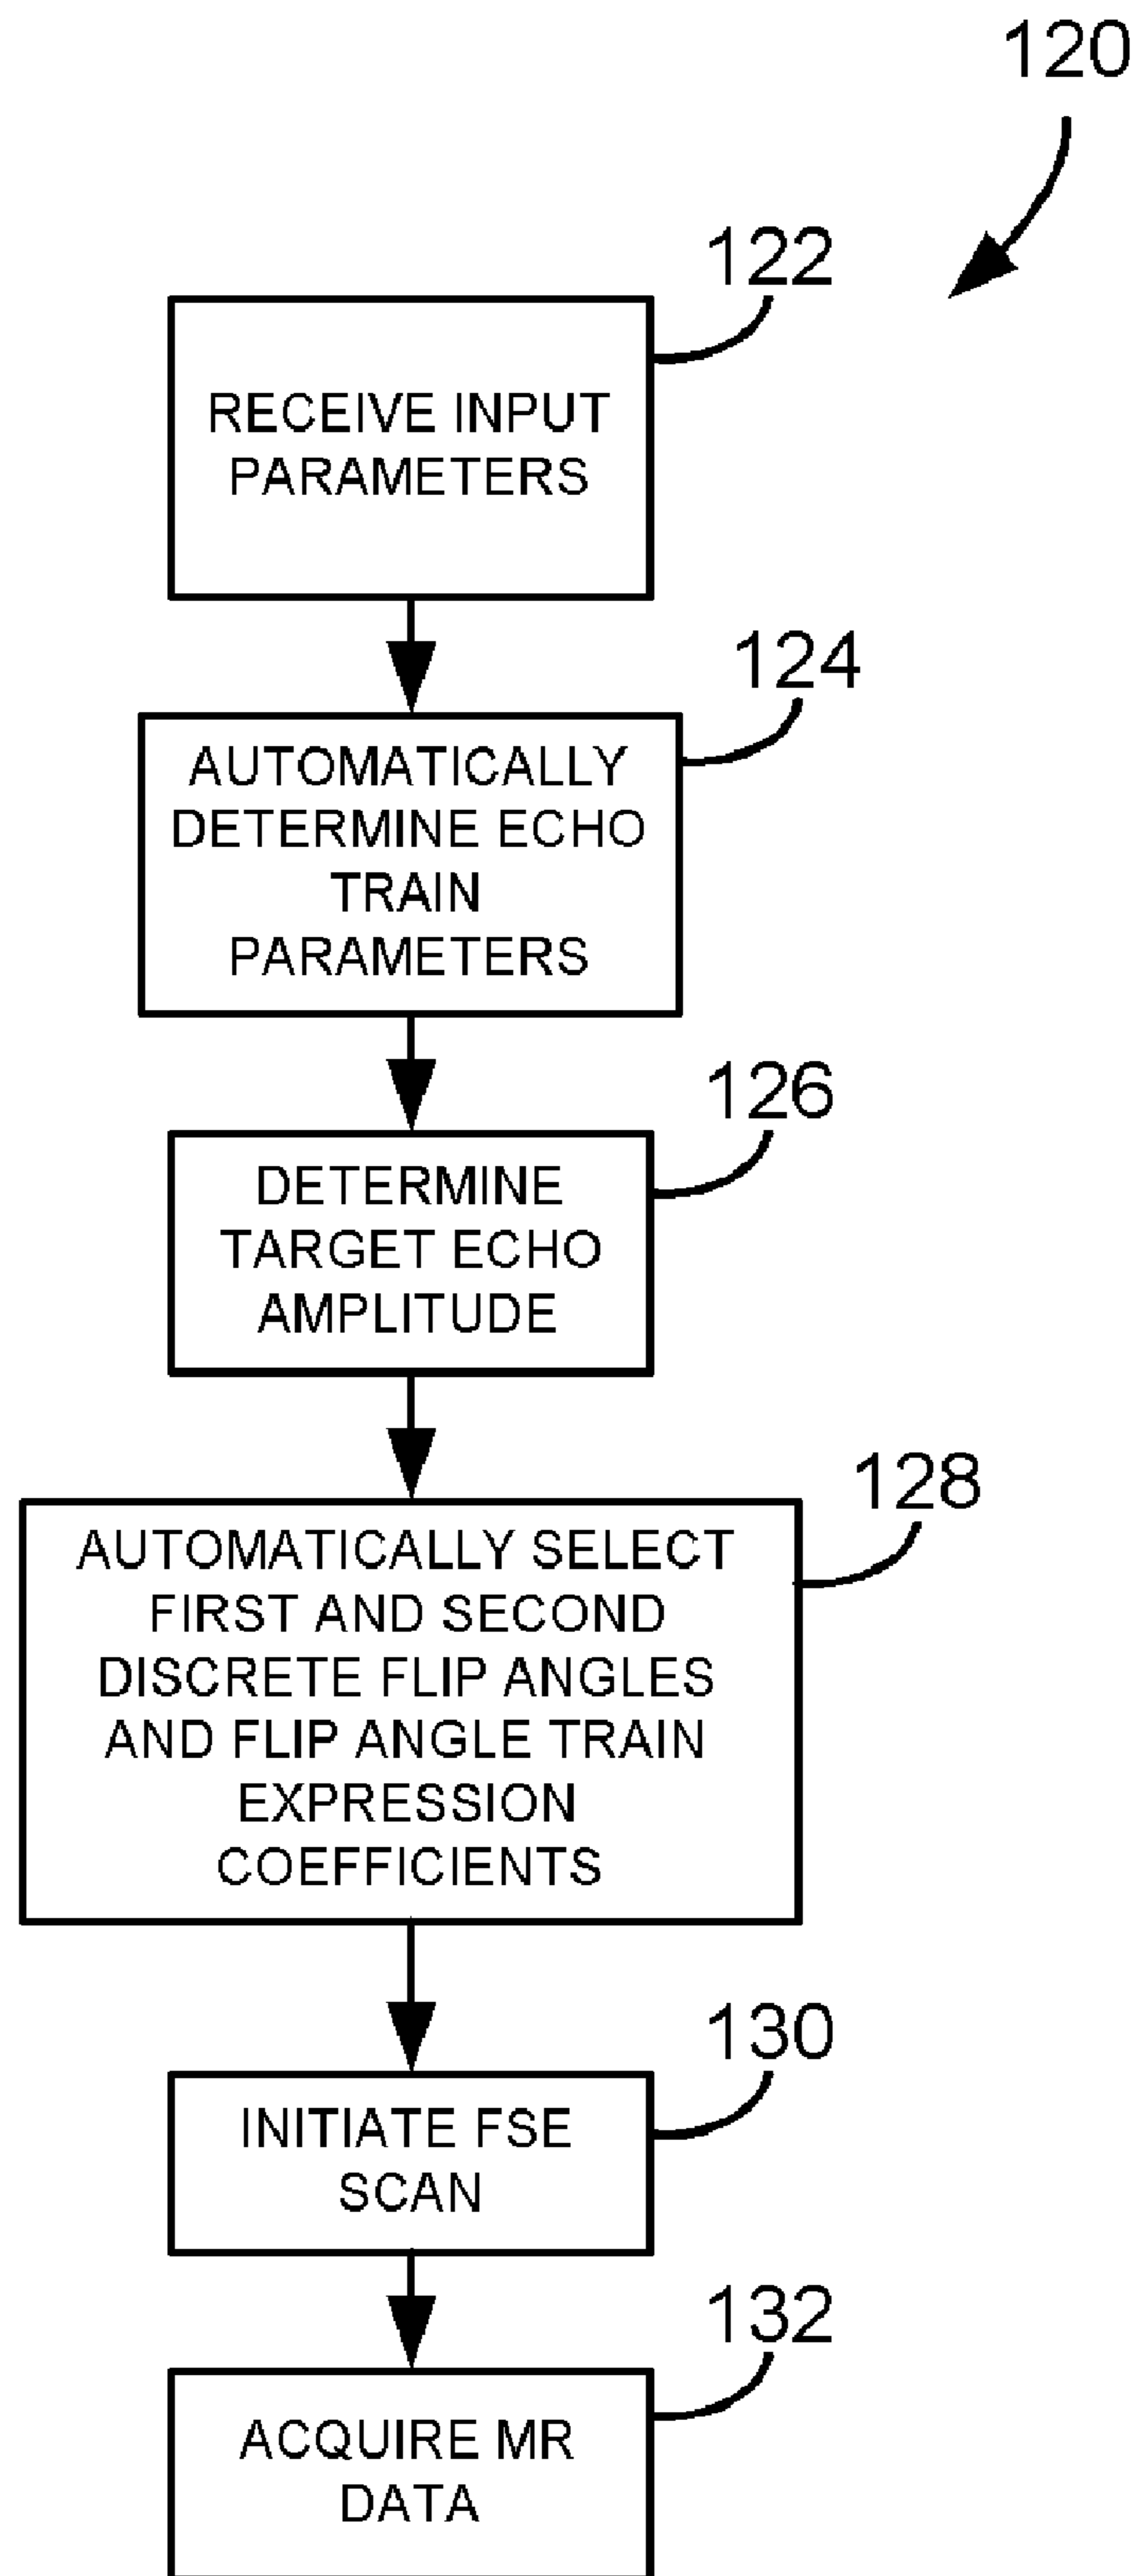 120
122
RECEIVE INPUT
PARAMETERS
124
AUTOMATICALLY
DETERMINE ECHO
TRAIN
PARAMETERS
126
DETERMINE
TARGET ECHO
AMPLITUDE
128
AUTOMATICALLY SELECT
FIRST AND SECOND
DISCRETE FLIP ANGLES
AND FLIP ANGLE TRAIN
EXPRESSION
COEFFICIENTS
130
INITIATE FSE
SCAN
132
ACQUIRE MR
DATA